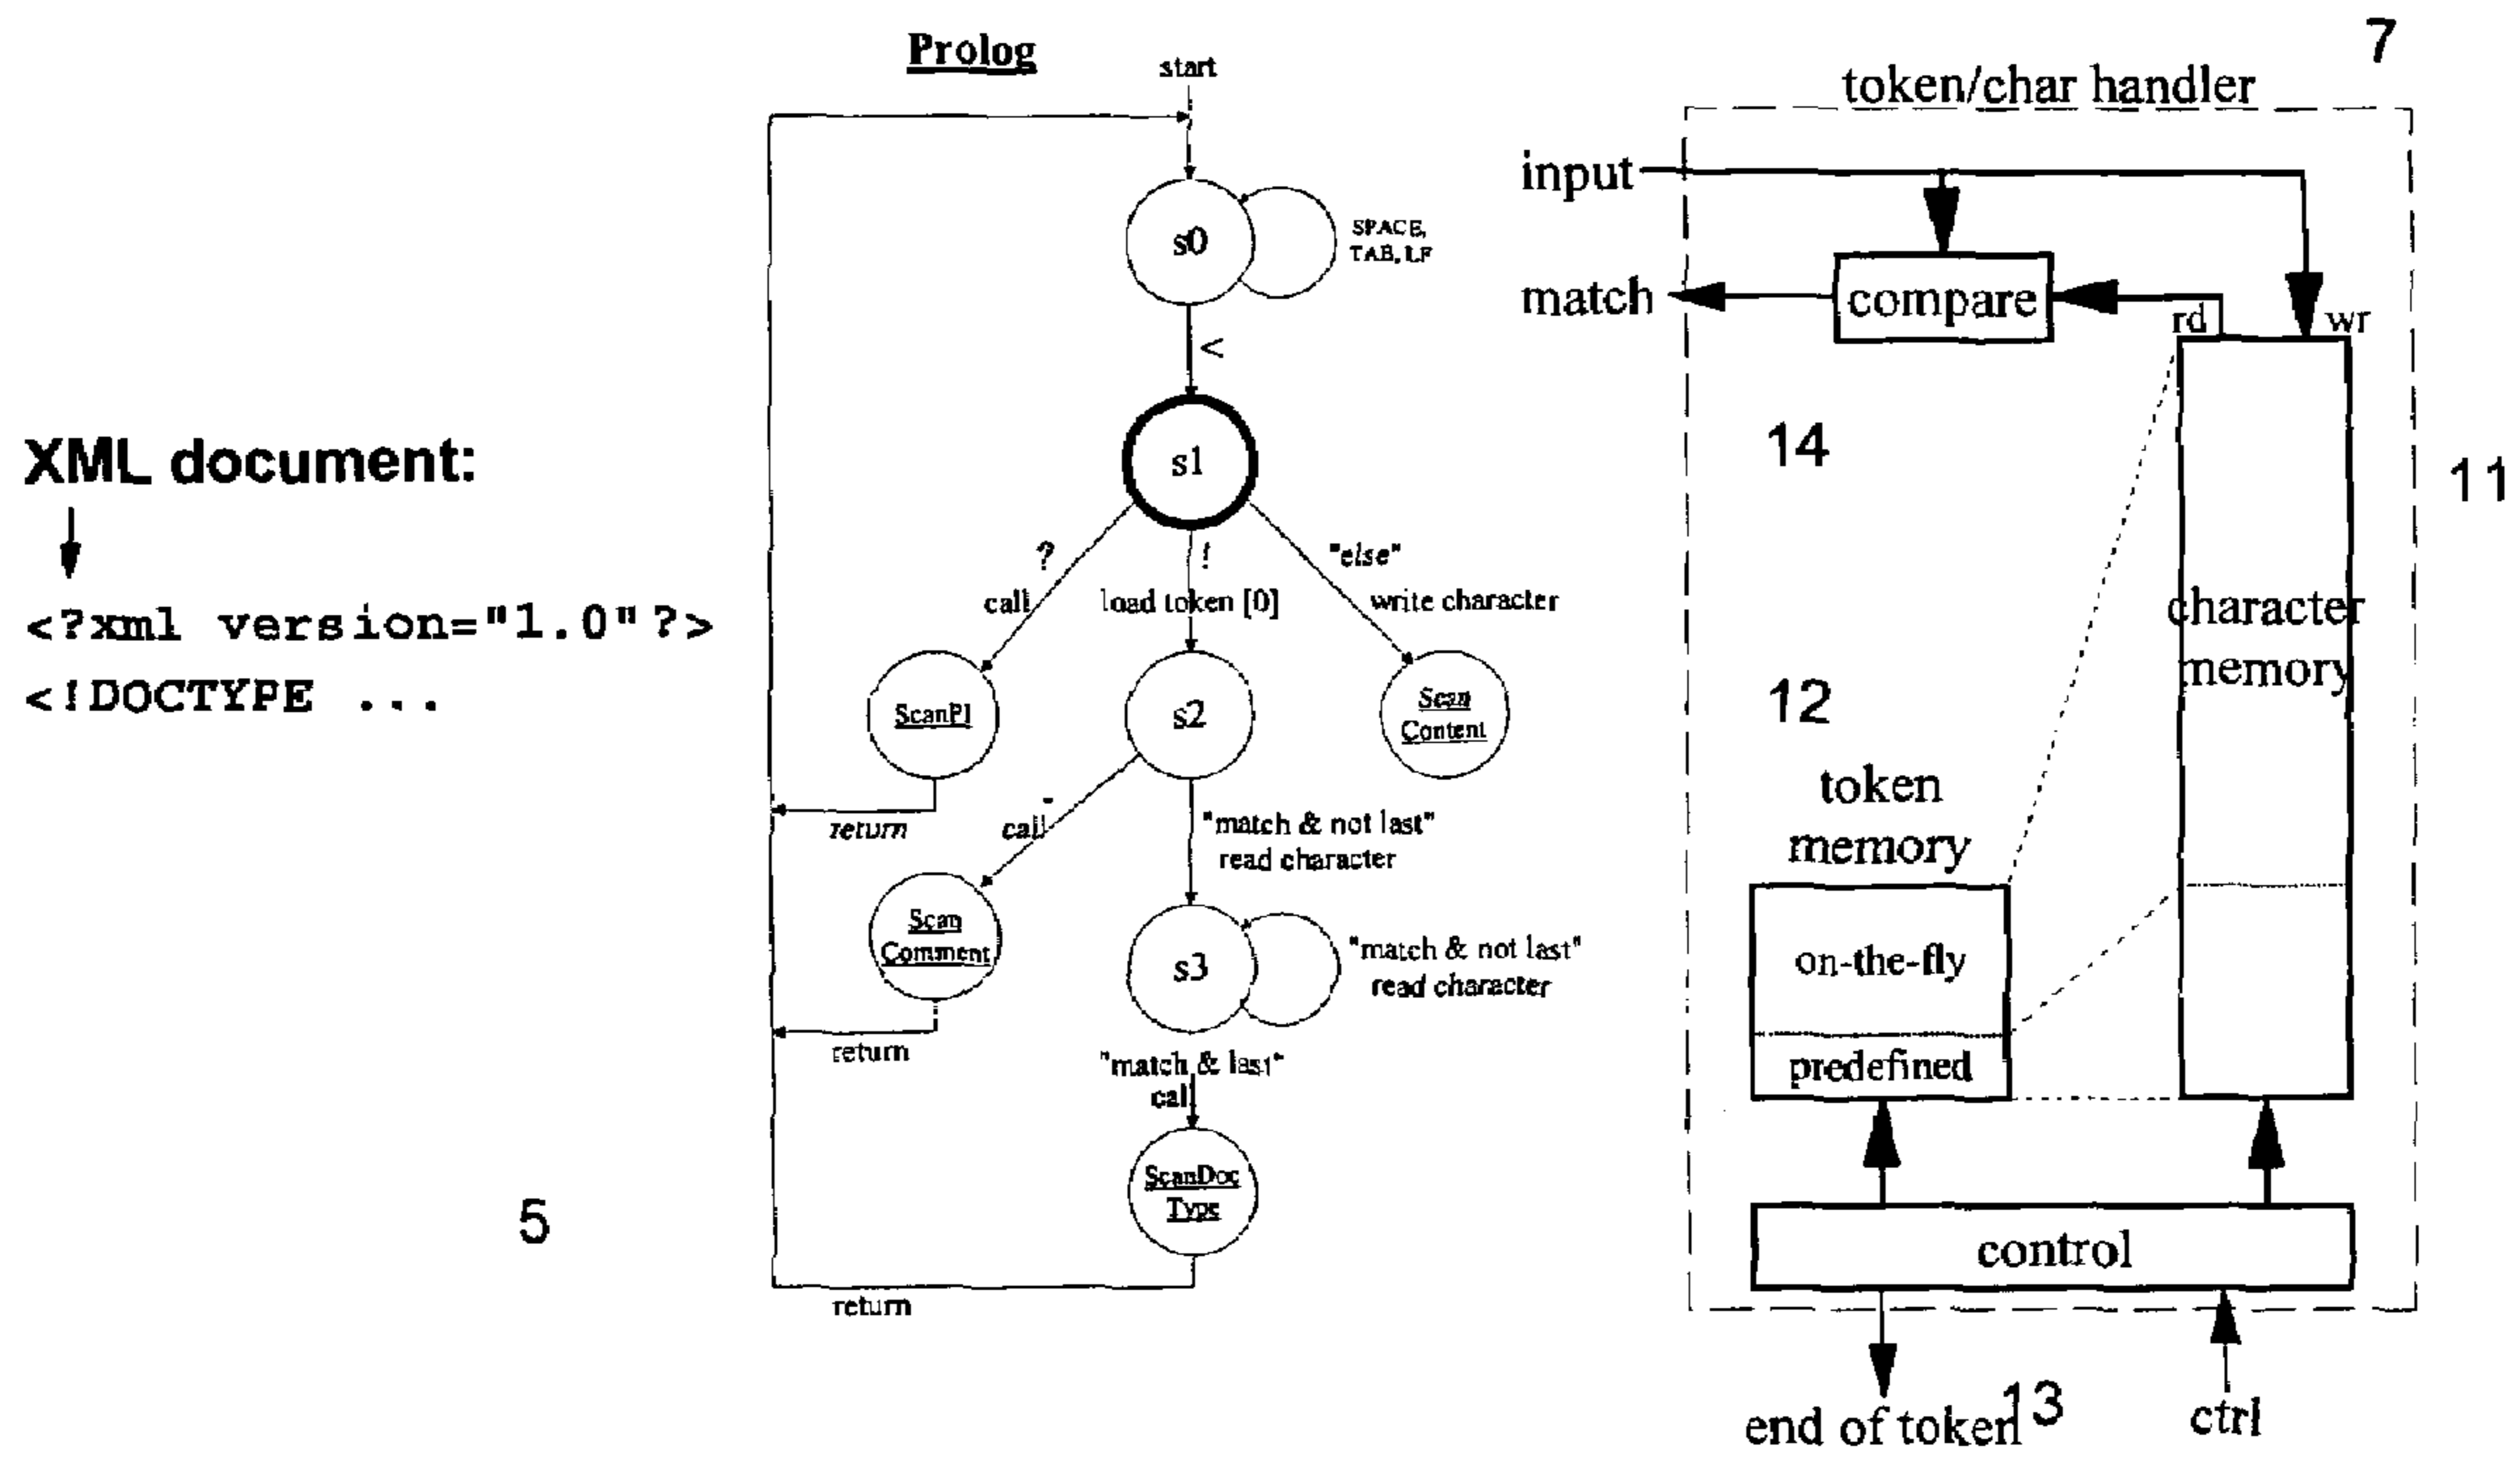 7
Prolog
start
token/char handler
input
s0
SPACE,
TAB, LF
match
compare
rd
wr
<
XML document:
s1
14
11
?
!
"else"
call
load token [0]
write character
<?xml version="1.0"?>
<!DOCTYPE ...
character
memory
ScanPI
s2
Scan
Content
12
token
memory
return
-
call
"match & not last"
read character
Scan
Comment
s3
"match & not last"
read character
on-the-fly
return
"match & last"
call
predefined
ScanDoc
Type
5
control
return
end of token
13
ctrl